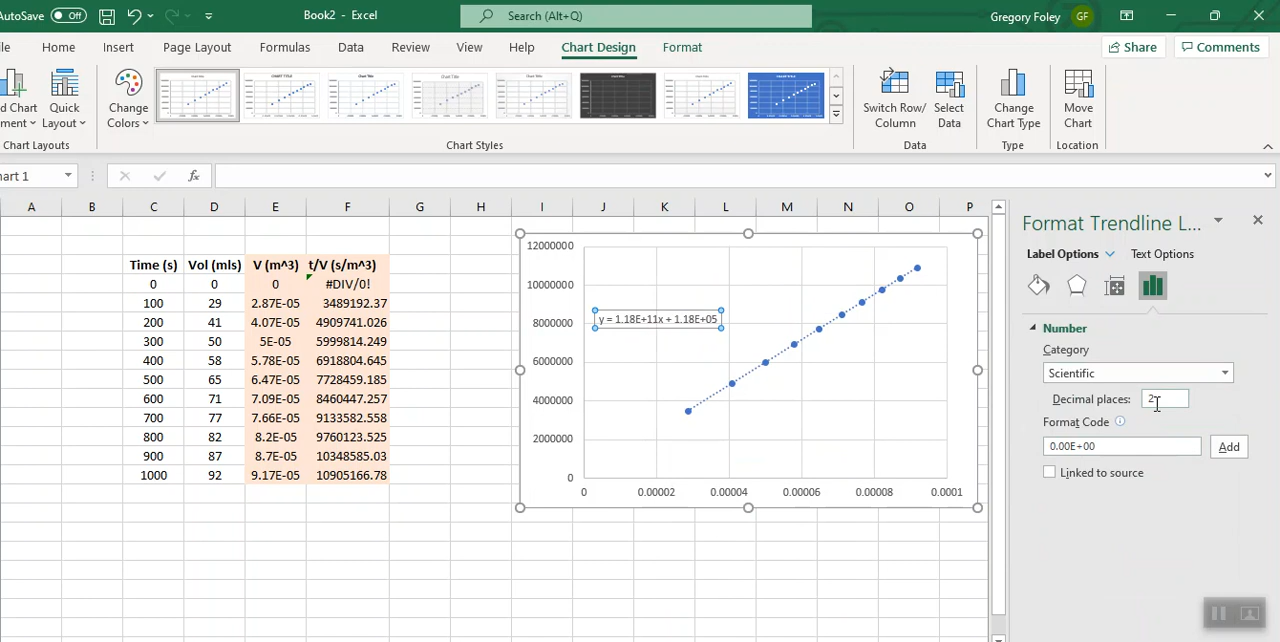 AutoSave Off Book2 - Excel Search (Alt+Q) Gregory Foley GF
le Home Insert Page Layout Formulas Data Review View Help Chart Design Format Share Comments
d Chart Quick Change Switch Row/ Select Change Move
ment Layout Colors Column Data Chart Type Chart
Chart Layouts Chart Styles Data Type Location
art 1 fx
A B C D E F G H I J K L M N O P
Time (s) Vol (mls) V (m^3) t/V (s/m^3)
0 0 0 #DIV/0!
100 29 2.87E-05 3489192.37
200 41 4.07E-05 4909741.026
300 50 5E-05 5999814.249
400 58 5.78E-05 6918804.645
500 65 6.47E-05 7728459.185
600 71 7.09E-05 8460447.257
700 77 7.66E-05 9133582.558
800 82 8.2E-05 9760123.525
900 87 8.7E-05 10348585.03
1000 92 9.17E-05 10905166.78
12000000
10000000
8000000
6000000
4000000
2000000
0
y = 1.18E+11x + 1.18E+05
0 0.00002 0.00004 0.00006 0.00008 0.0001
Format Trendline L...
Label Options Text Options
Number
Category
Scientific
Decimal places: 2
Format Code
0.00E+00 Add
Linked to source